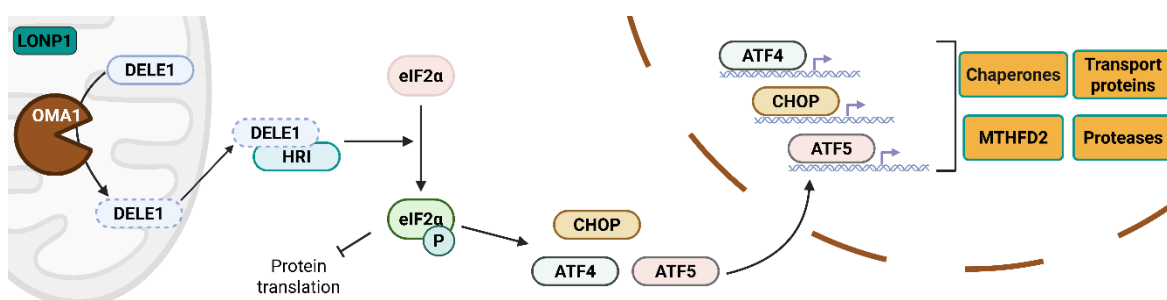 LONP1
DELE1
OMA1
DELE1
DELE1
HRI
eIF2α
eIF2α
P
Protein
translation
CHOP
ATF4
ATF5
ATF4
CHOP
ATF5
Chaperones
Transport
proteins
MTHFD2
Proteases